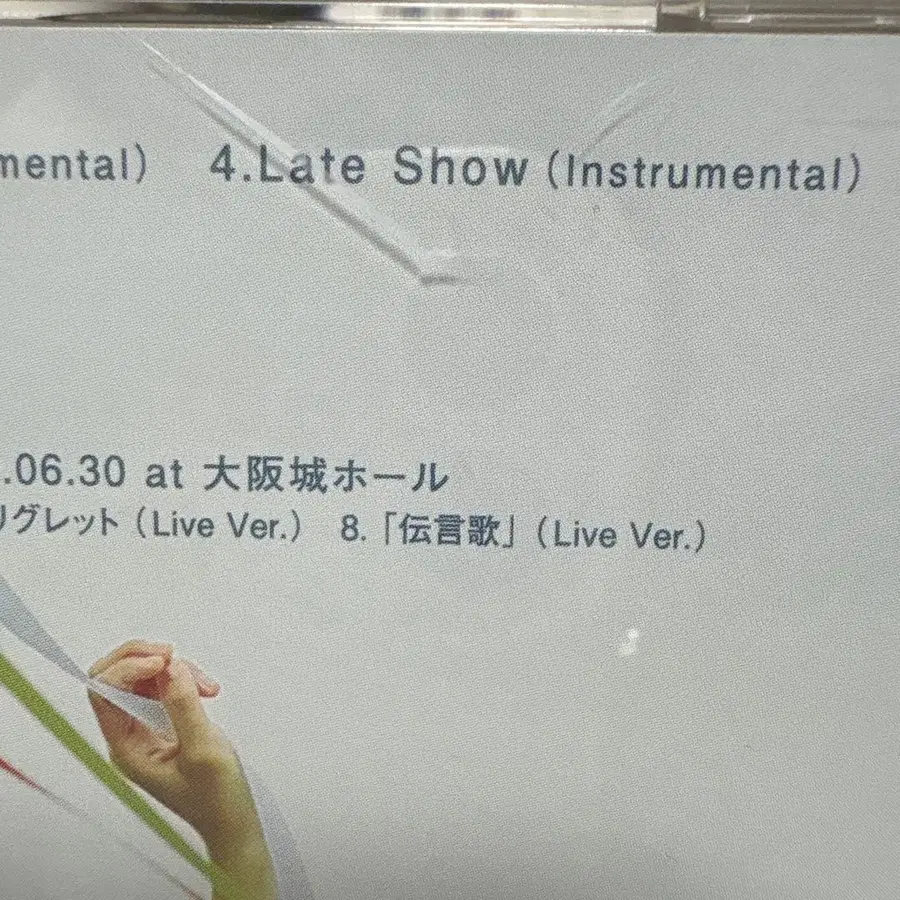 mental) 4.Late Show (Instrumental)
.06.30 at 大阪城ホール
リグレット (Live Ver.) 8.「伝言歌」(Live Ver.)